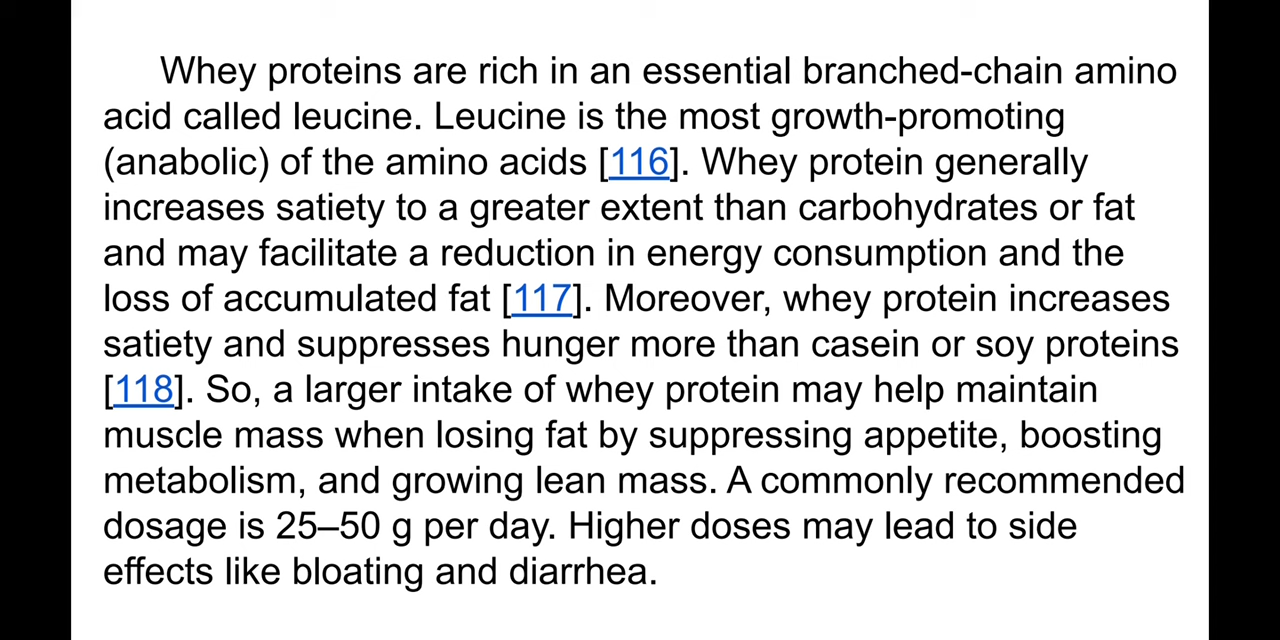 Whey proteins are rich in an essential branched-chain amino
acid called leucine. Leucine is the most growth-promoting
(anabolic) of the amino acids [116]. Whey protein generally
increases satiety to a greater extent than carbohydrates or fat
and may facilitate a reduction in energy consumption and the
loss of accumulated fat [117]. Moreover, whey protein increases
satiety and suppresses hunger more than casein or soy proteins
[118]. So, a larger intake of whey protein may help maintain
muscle mass when losing fat by suppressing appetite, boosting
metabolism, and growing lean mass. A commonly recommended
dosage is 25–50 g per day. Higher doses may lead to side
effects like bloating and diarrhea.